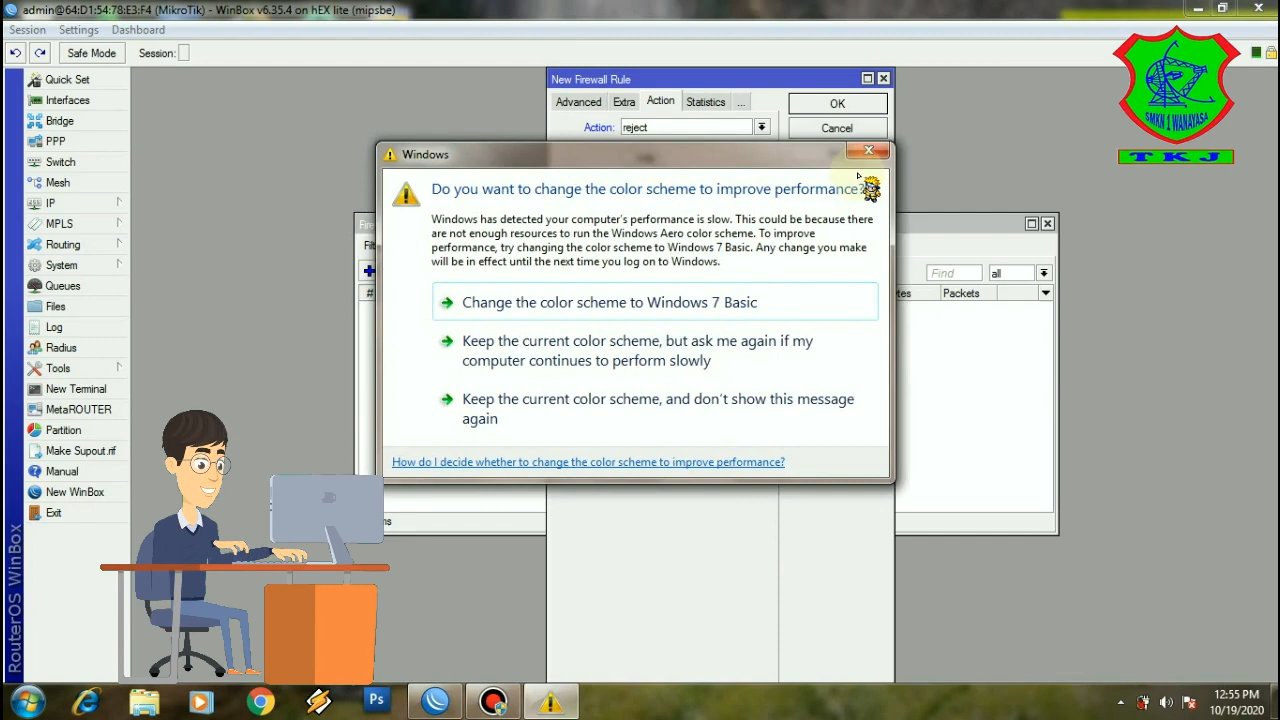 admin@64:D1:54:78:E3:F4 (MikroTik) - WinBox v6.35.4 on hEX lite (mipsbe)
Session Settings Dashboard
Safe Mode Session:
Quick Set
Interfaces
Bridge
PPP
Switch
Mesh
IP
MPLS
Routing
System
Queues
Files
Log
Radius
Tools
New Terminal
MetaROUTER
Partition
Make Supout.rif
Manual
New WinBox
Exit
RouterOS WinBox
New Firewall Rule
Advanced Extra Action Statistics ...
OK
Action: reject
Cancel
Windows
Do you want to change the color scheme to improve performance?
Windows has detected your computer's performance is slow. This could be because there
are not enough resources to run the Windows Aero color scheme. To improve
performance, try changing the color scheme to Windows 7 Basic. Any change you make
will be in effect until the next time you log on to Windows.
Change the color scheme to Windows 7 Basic
Keep the current color scheme, but ask me again if my
computer continues to perform slowly
Keep the current color scheme, and don't show this message
again
How do I decide whether to change the color scheme to improve performance?
Find all
#
Packets
SMKN 1 WANAYASA
TKJ
Ps
12:55 PM
10/19/2020